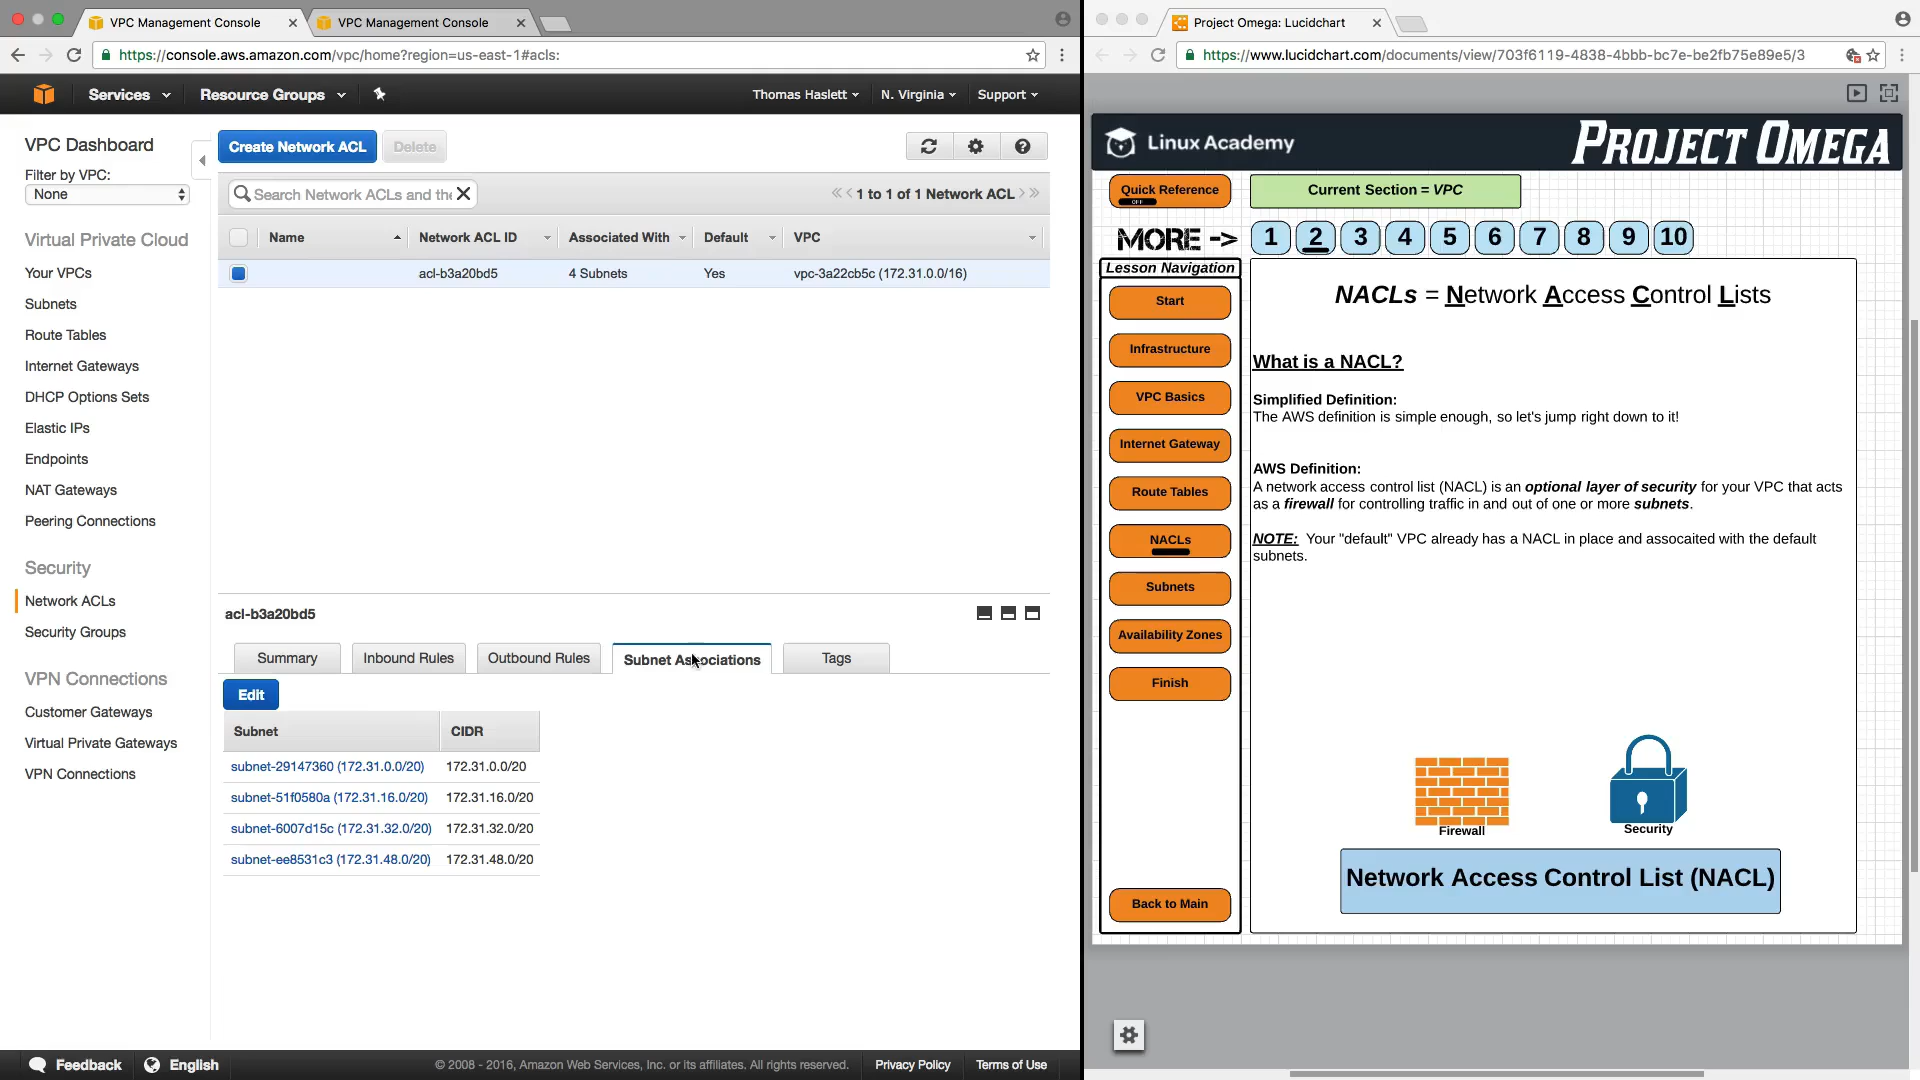 VPC Management Console
VPC Management Console
https://console.aws.amazon.com/vpc/home?region=us-east-1#acls:
Services
Resource Groups
Thomas Haslett
N. Virginia
Support
VPC Dashboard
Filter by VPC:
None
Virtual Private Cloud
Your VPCs
Subnets
Route Tables
Internet Gateways
DHCP Options Sets
Elastic IPs
Endpoints
NAT Gateways
Peering Connections
Security
Network ACLs
Security Groups
VPN Connections
Customer Gateways
Virtual Private Gateways
VPN Connections
Create Network ACL
Delete
Search Network ACLs and the
1 to 1 of 1 Network ACL
Name
Network ACL ID
Associated With
Default
VPC
acl-b3a20bd5
4 Subnets
Yes
vpc-3a22cb5c (172.31.0.0/16)
acl-b3a20bd5
Summary
Inbound Rules
Outbound Rules
Subnet Associations
Tags
Edit
Subnet
CIDR
subnet-29147360 (172.31.0.0/20)
172.31.0.0/20
subnet-51f0580a (172.31.16.0/20)
172.31.16.0/20
subnet-6007d15c (172.31.32.0/20)
172.31.32.0/20
subnet-ee8531c3 (172.31.48.0/20)
172.31.48.0/20
Feedback
English
© 2008 - 2016, Amazon Web Services, Inc. or its affiliates. All rights reserved.
Privacy Policy
Terms of Use
Project Omega: Lucidchart
https://www.lucidchart.com/documents/view/703f6119-4838-4bbb-bc7e-be2fb75e89e5/3
Linux Academy
PROJECT OMEGA
Quick Reference
OFF
Current Section = VPC
MORE ->
1
2
3
4
5
6
7
8
9
10
Lesson Navigation
Start
Infrastructure
VPC Basics
Internet Gateway
Route Tables
NACLs
Subnets
Availability Zones
Finish
Back to Main
NACLs = Network Access Control Lists
What is a NACL?
Simplified Definition:
The AWS definition is simple enough, so let's jump right down to it!
AWS Definition:
A network access control list (NACL) is an optional layer of security for your VPC that acts
as a firewall for controlling traffic in and out of one or more subnets.
NOTE: Your "default" VPC already has a NACL in place and assocaited with the default
subnets.
Firewall
Security
Network Access Control List (NACL)